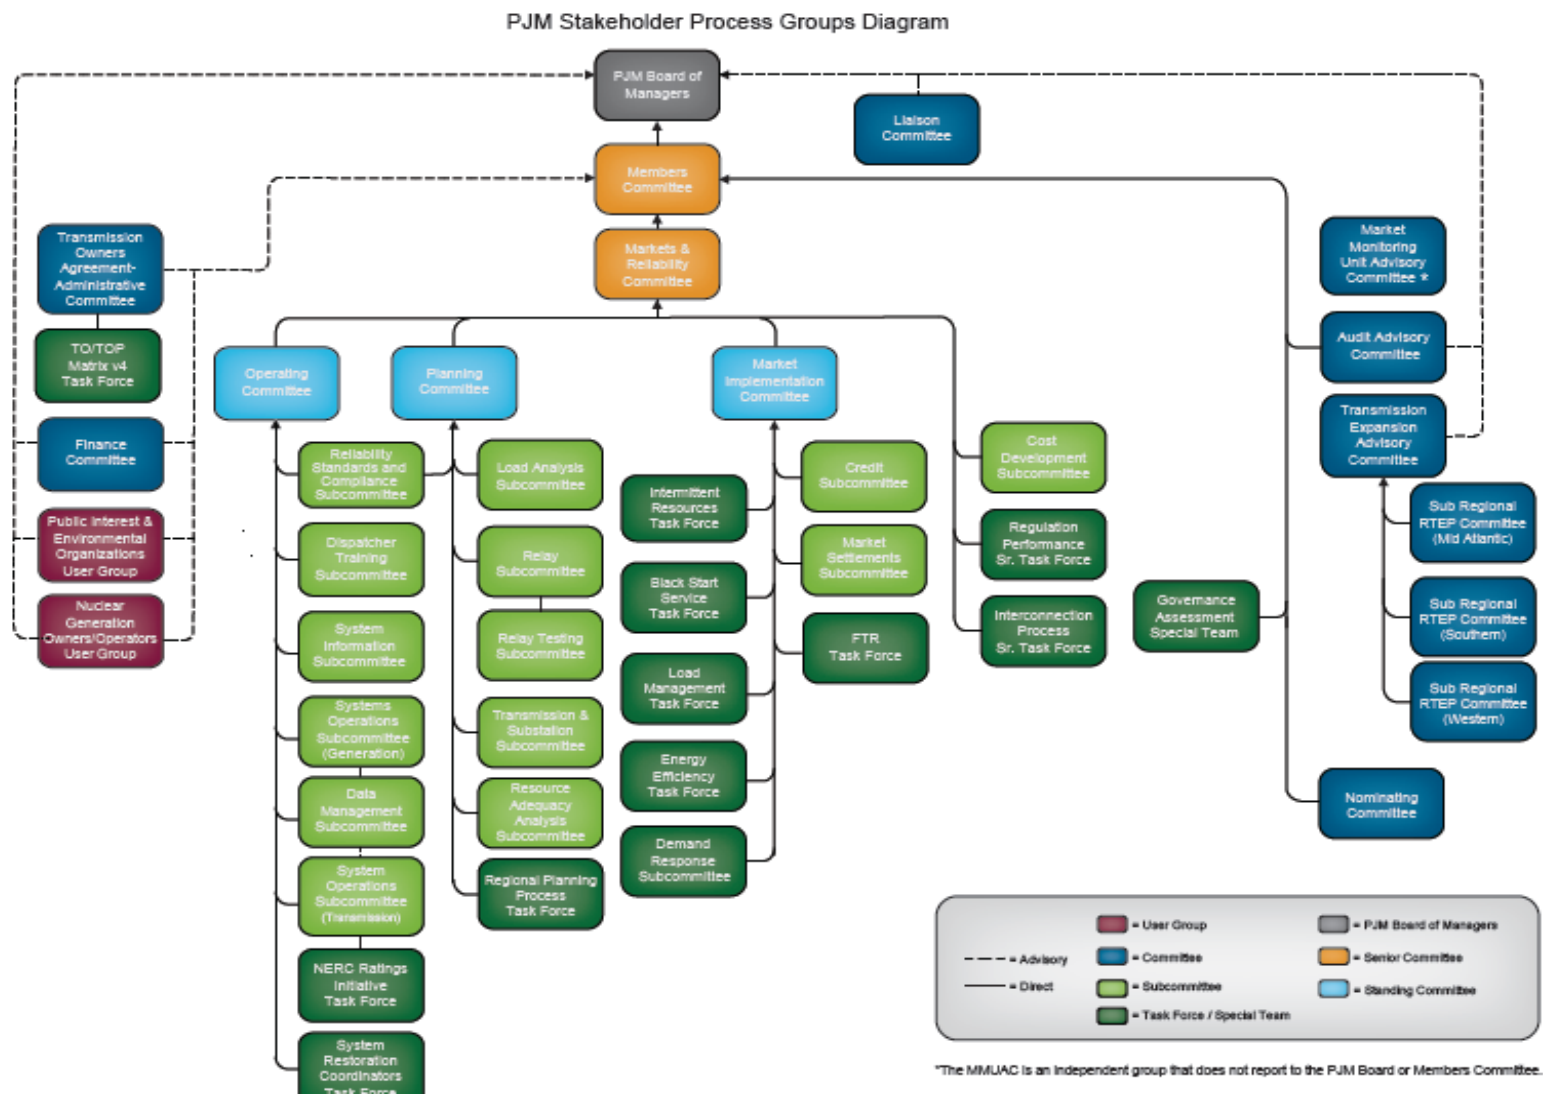 PJM Stakeholder Process Groups Diagram
PJM Board of
Managers
Liaison
Committee
Members
Committee
Markets &
Reliability
Committee
Transmission
Owners
Agreement-
Administrative
Committee
TO/TOP
Matrix v4
Task Force
Finance
Committee
Public Interest &
Environmental
Organizations
User Group
Nuclear
Generation
Owners/Operators
User Group
Operating
Committee
Planning
Committee
Market
Implementation
Committee
Reliability
Standards and
Compliance
Subcommittee
Dispatcher
Training
Subcommittee
System
Information
Subcommittee
Systems
Operations
Subcommittee
(Generation)
Data
Management
Subcommittee
System
Operations
Subcommittee
(Transmission)
NERC Ratings
Initiative
Task Force
System
Restoration
Coordinators
Task Force
Load Analysis
Subcommittee
Relay
Subcommittee
Relay Testing
Subcommittee
Transmission &
Substation
Subcommittee
Resource
Adequacy
Analysis
Subcommittee
Regional Planning
Process
Task Force
Intermittent
Resources
Task Force
Black Start
Service
Task Force
Load
Management
Task Force
Energy
Efficiency
Task Force
Demand
Response
Subcommittee
Credit
Subcommittee
Market
Settlements
Subcommittee
FTR
Task Force
Cost
Development
Subcommittee
Regulation
Performance
Sr. Task Force
Interconnection
Process
Sr. Task Force
Governance
Assessment
Special Team
Market
Monitoring
Unit Advisory
Committee *
Audit Advisory
Committee
Transmission
Expansion
Advisory
Committee
Sub Regional
RTEP Committee
(Mid Atlantic)
Sub Regional
RTEP Committee
(Southern)
Sub Regional
RTEP Committee
(Western)
Nominating
Committee
= Advisory
= Direct
= User Group
= Committee
= Subcommittee
= Task Force / Special Team
= PJM Board of Managers
= Senior Committee
= Standing Committee
*The MMUAC is an independent group that does not report to the PJM Board or Members Committee.